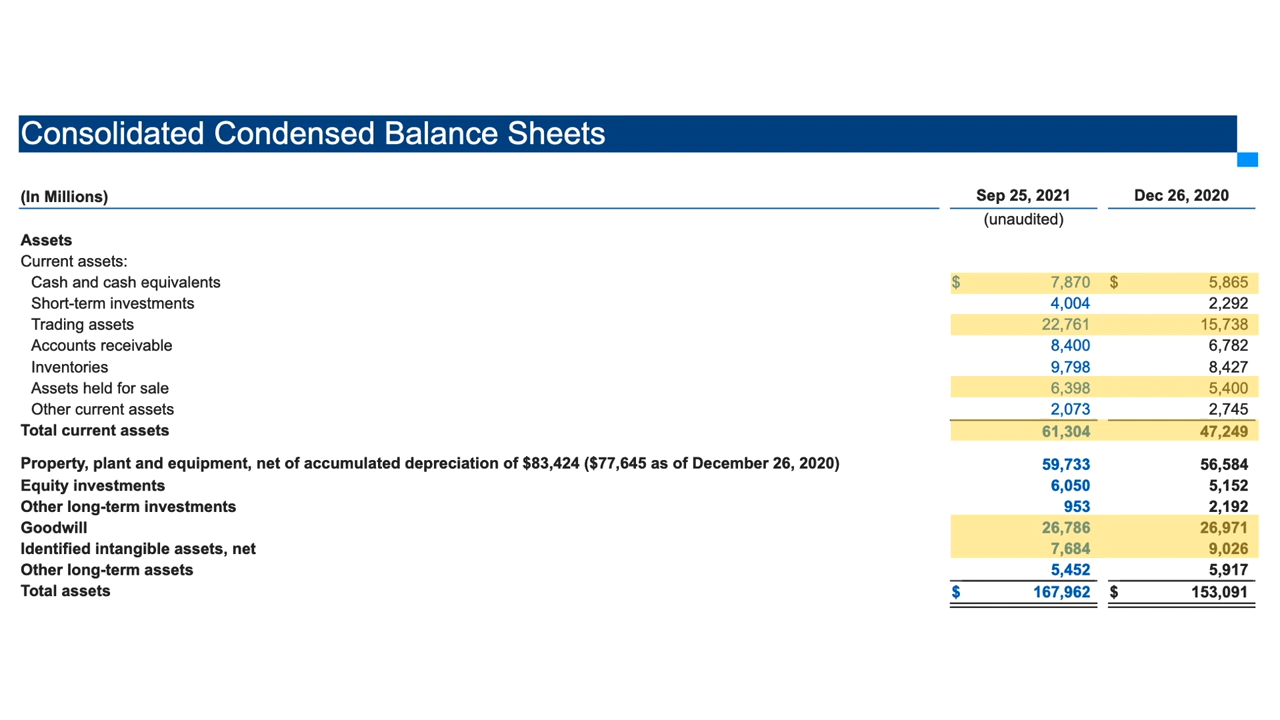 Consolidated Condensed Balance Sheets
(In Millions) Sep 25, 2021 Dec 26, 2020
(unaudited)
Assets
Current assets:
Cash and cash equivalents $ 7,870 $ 5,865
Short-term investments 4,004 2,292
Trading assets 22,761 15,738
Accounts receivable 8,400 6,782
Inventories 9,798 8,427
Assets held for sale 6,398 5,400
Other current assets 2,073 2,745
Total current assets 61,304 47,249
Property, plant and equipment, net of accumulated depreciation of $83,424 ($77,645 as of December 26, 2020) 59,733 56,584
Equity investments 6,050 5,152
Other long-term investments 953 2,192
Goodwill 26,786 26,971
Identified intangible assets, net 7,684 9,026
Other long-term assets 5,452 5,917
Total assets $ 167,962 $ 153,091